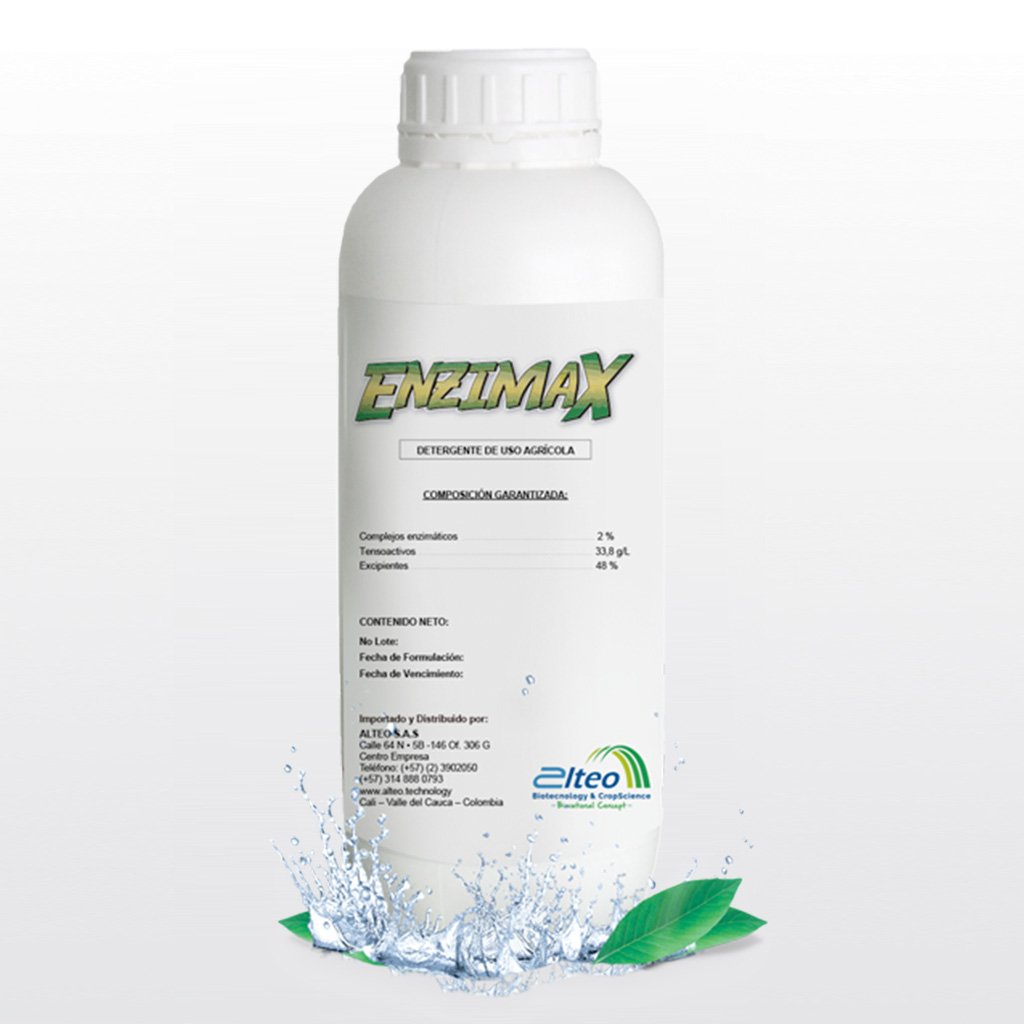 ENZIMAX
DETERGENTE DE USO AGRÍCOLA
COMPOSICIÓN GARANTIZADA:
Complejos enzimáticos 2 %
Tensoactivos 33,8 g/L
Excipientes 48 %
CONTENIDO NETO:
No Lote:
Fecha de Formulación:
Fecha de Vencimiento:
Importado y Distribuido por:
ALTEO S.A.S
Calle 64 N • 5B -146 Of. 306 G
Centro Empresa
Teléfono: (+57) (2) 3902050
(+57) 314 888 0793
www.alteo.technology
Cali – Valle del Cauca – Colombia
alteo
Biotecnology & CropScience
- Biorational Concept -